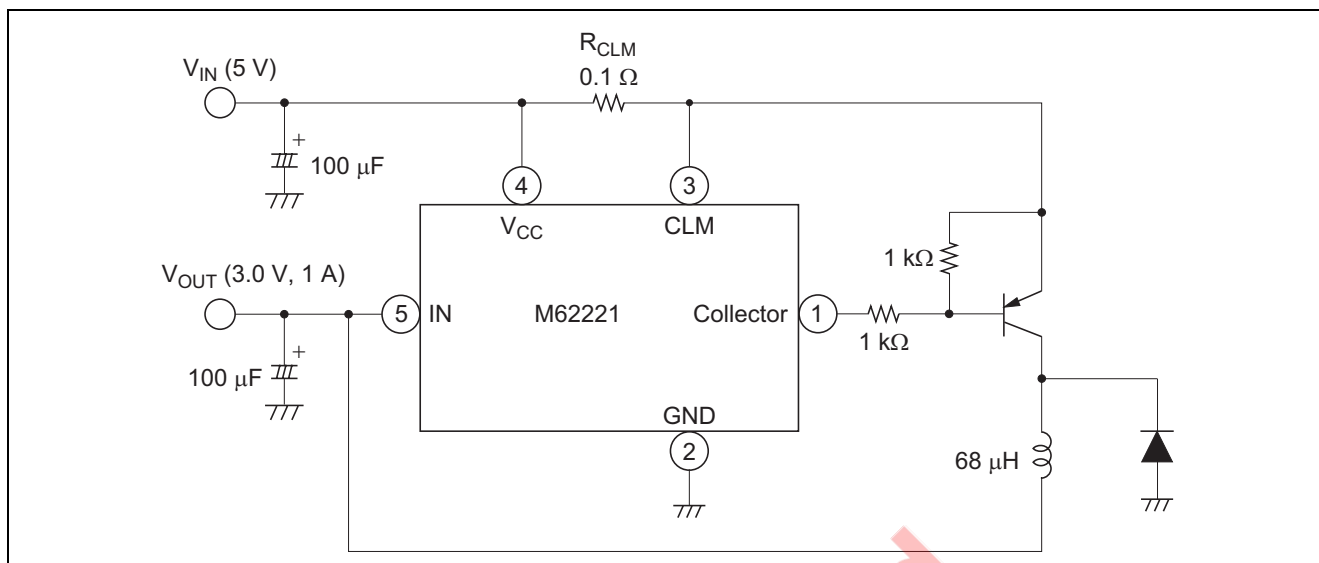 R_CLM
0.1 Ω
V_IN (5 V)
+
100 μF
4
3
V_CC
CLM
1 kΩ
V_OUT (3.0 V, 1 A)
5
IN
M62221
Collector
1
1 kΩ
+
100 μF
GND
2
68 μH